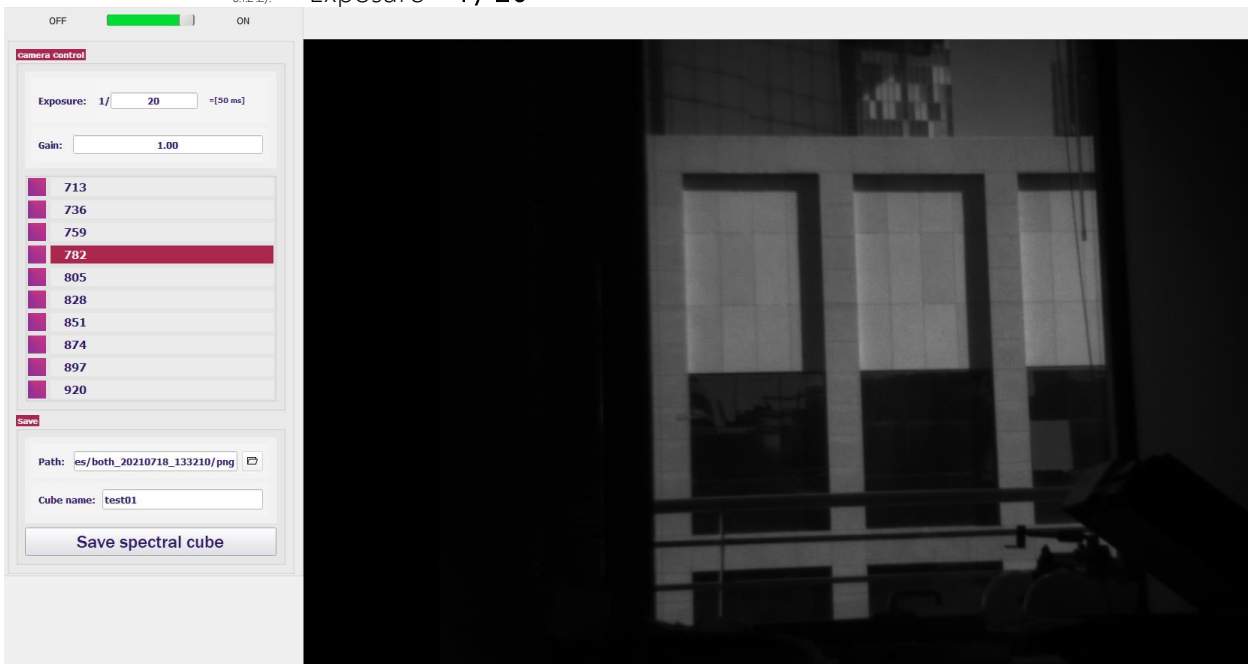 Exposure 1/20
OFF ON
Camera Control
Exposure: 1/ 20 =[50 ms]
Gain: 1.00
713
736
759
782
805
828
851
874
897
920
Save
Path: es/both_20210718_133210/png
Cube name: test01
Save spectral cube